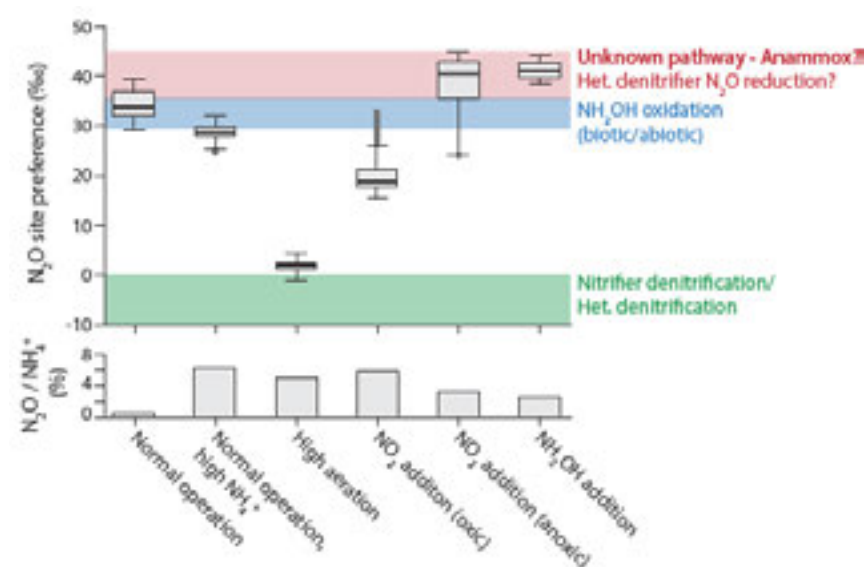 50
40
30
20
10
0
-10
N₂O site preference (‰)
Unknown pathway - Anammox?!!
Het. denitrifier N₂O reduction?
NH₂OH oxidation
(biotic/abiotic)
Nitrifier denitrification/
Het. denitrification
8
4
0
N₂O / NH₄⁺
(%)
Normal operation
Normal operation,
high NH₄⁺
High aeration
NO₂⁻ additon (oxic)
NO₂⁻ addition (anoxic)
NH₂OH addition